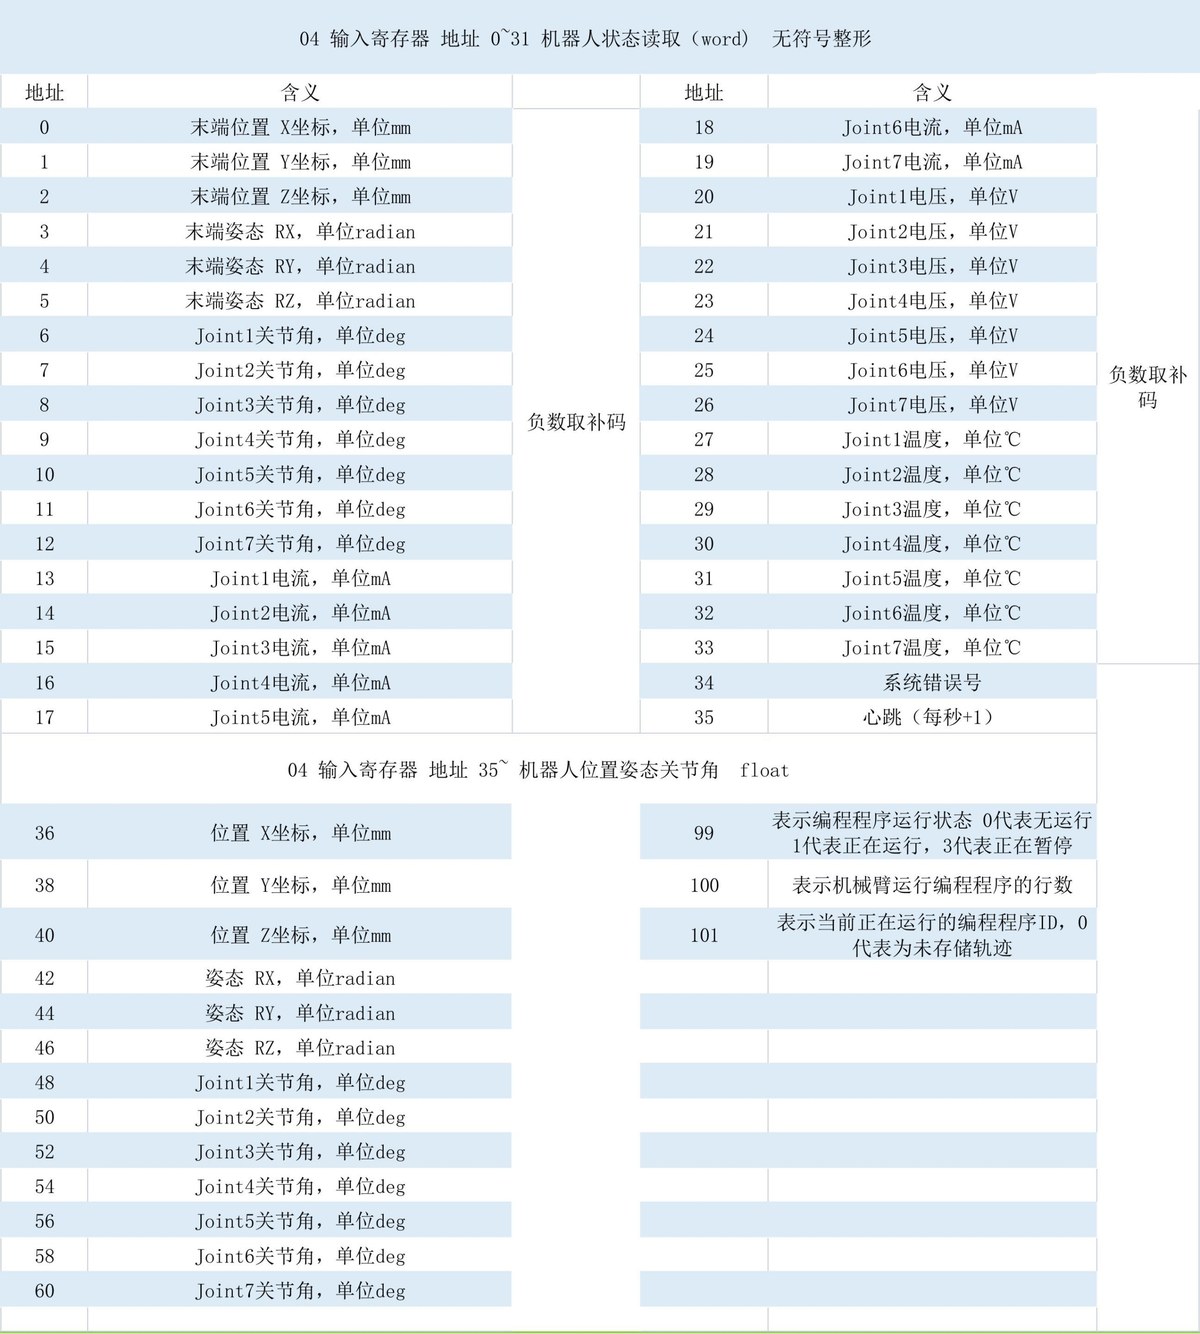 04 输入寄存器 地址 0~31 机器人状态读取（word） 无符号整形
地址 含义 地址 含义
0 末端位置 X坐标，单位mm 18 Joint6电流，单位mA
1 末端位置 Y坐标，单位mm 19 Joint7电流，单位mA
2 末端位置 Z坐标，单位mm 20 Joint1电压，单位V
3 末端姿态 RX，单位radian 21 Joint2电压，单位V
4 末端姿态 RY，单位radian 22 Joint3电压，单位V
5 末端姿态 RZ，单位radian 23 Joint4电压，单位V
6 Joint1关节角，单位deg 24 Joint5电压，单位V
7 Joint2关节角，单位deg 25 Joint6电压，单位V
负数取补
码
8 Joint3关节角，单位deg 26 Joint7电压，单位V
负数取补码
9 Joint4关节角，单位deg 27 Joint1温度，单位℃
10 Joint5关节角，单位deg 28 Joint2温度，单位℃
11 Joint6关节角，单位deg 29 Joint3温度，单位℃
12 Joint7关节角，单位deg 30 Joint4温度，单位℃
13 Joint1电流，单位mA 31 Joint5温度，单位℃
14 Joint2电流，单位mA 32 Joint6温度，单位℃
15 Joint3电流，单位mA 33 Joint7温度，单位℃
16 Joint4电流，单位mA 34 系统错误号
17 Joint5电流，单位mA 35 心跳（每秒+1）
04 输入寄存器 地址 35~ 机器人位置姿态关节角 float
36 位置 X坐标，单位mm 99 表示编程程序运行状态 0代表无运行
1代表正在运行，3代表正在暂停
38 位置 Y坐标，单位mm 100 表示机械臂运行编程程序的行数
40 位置 Z坐标，单位mm 101 表示当前正在运行的编程程序ID，0
代表为未存储轨迹
42 姿态 RX，单位radian
44 姿态 RY，单位radian
46 姿态 RZ，单位radian
48 Joint1关节角，单位deg
50 Joint2关节角，单位deg
52 Joint3关节角，单位deg
54 Joint4关节角，单位deg
56 Joint5关节角，单位deg
58 Joint6关节角，单位deg
60 Joint7关节角，单位deg